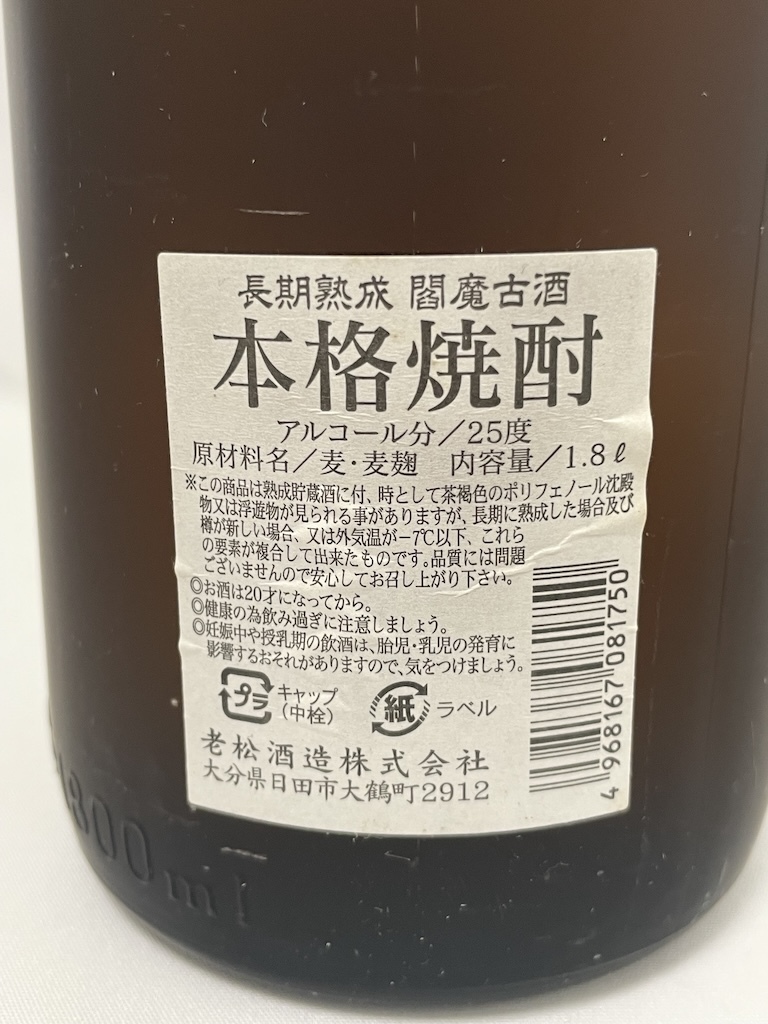 長期熟成 閻魔古酒
本格焼酎
アルコール分／25度
原材料名／麦・麦麹 内容量／1.8ℓ
※この商品は熟成貯蔵酒に付、時として茶褐色のポリフェノール沈殿
物又は浮遊物が見られる事がありますが、長期に熟成した場合及び
樽が新しい場合、又は外気温が−7℃以下、これら
の要素が複合して出来たものです。品質には問題
ございませんので安心してお召し上がり下さい。
◎お酒は20才になってから。
◎健康の為飲み過ぎに注意しましょう。
◎妊娠中や授乳期の飲酒は、胎児・乳児の発育に
影響するおそれがありますので、気をつけましょう。
プラ キャップ
(中栓)
紙 ラベル
老松酒造株式会社
大分県日田市大鶴町2912
4 968167 081750
1800ml